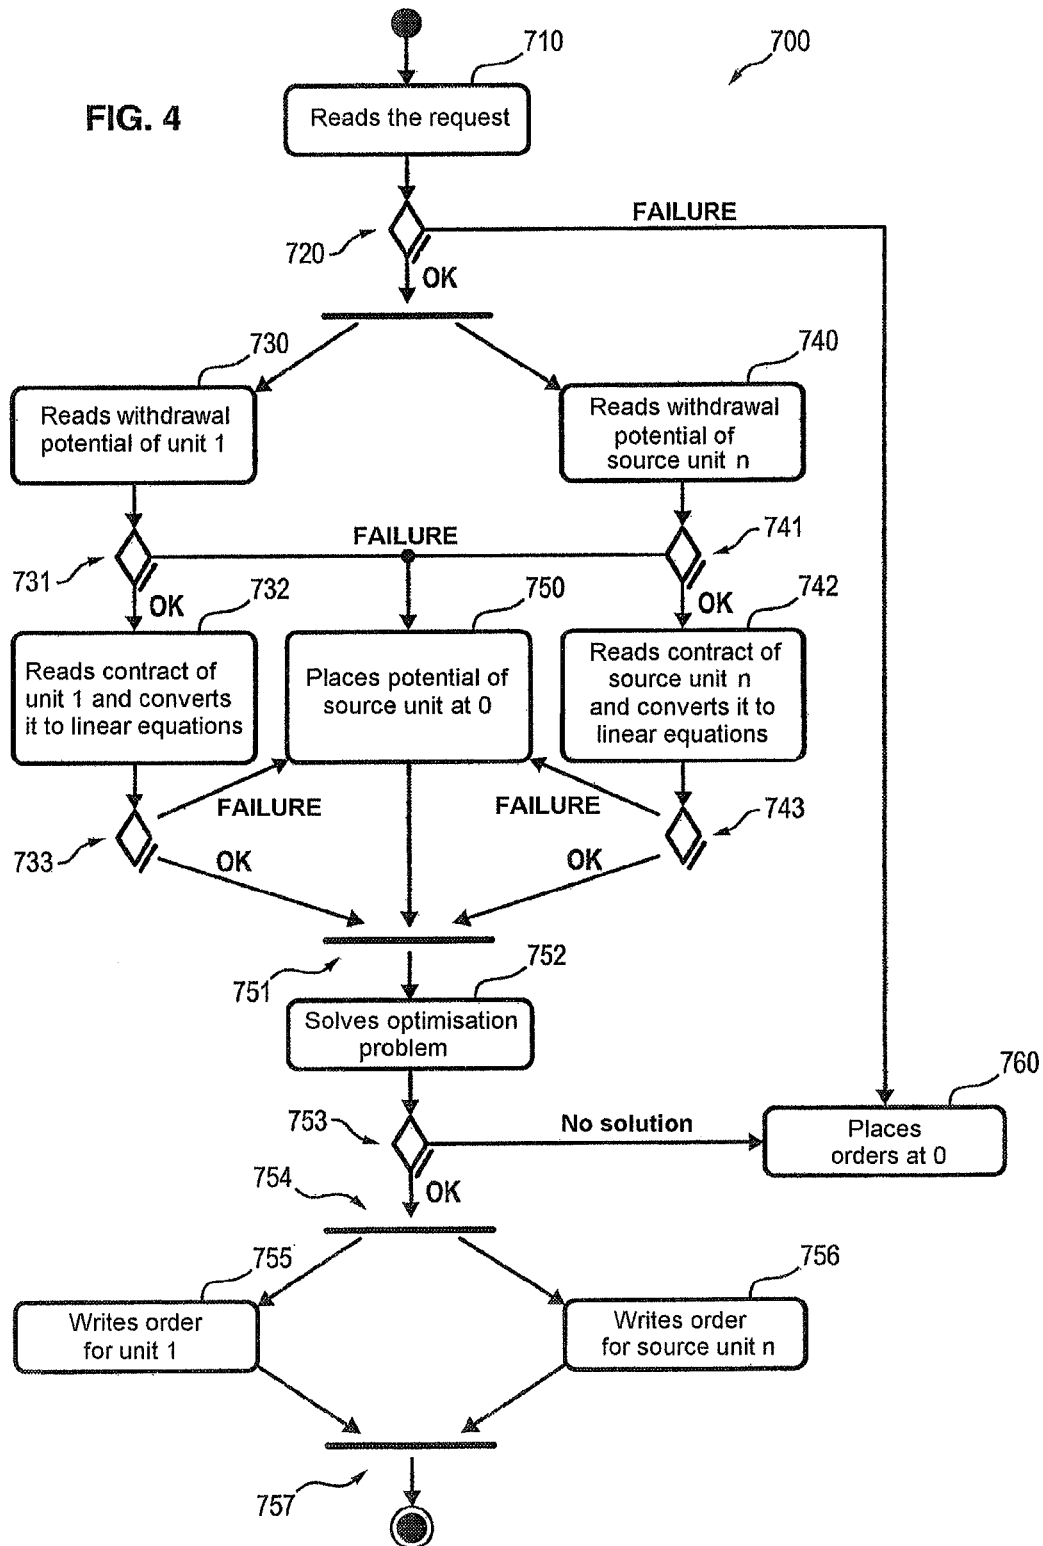 710
700
FIG. 4
Reads the request
FAILURE
720
OK
730
740
Reads withdrawal
potential of unit 1
Reads withdrawal
potential of
source unit n
FAILURE
741
731
OK
732
750
OK
742
Reads contract of
unit 1 and converts
it to linear equations
Places potential of
source unit at 0
Reads contract of
source unit n
and converts it to
linear equations
FAILURE
FAILURE
743
733
OK
OK
751
752
Solves optimisation
problem
760
753
No solution
Places
orders at 0
754
OK
755
756
Writes order
for unit 1
Writes order
for source unit n
757